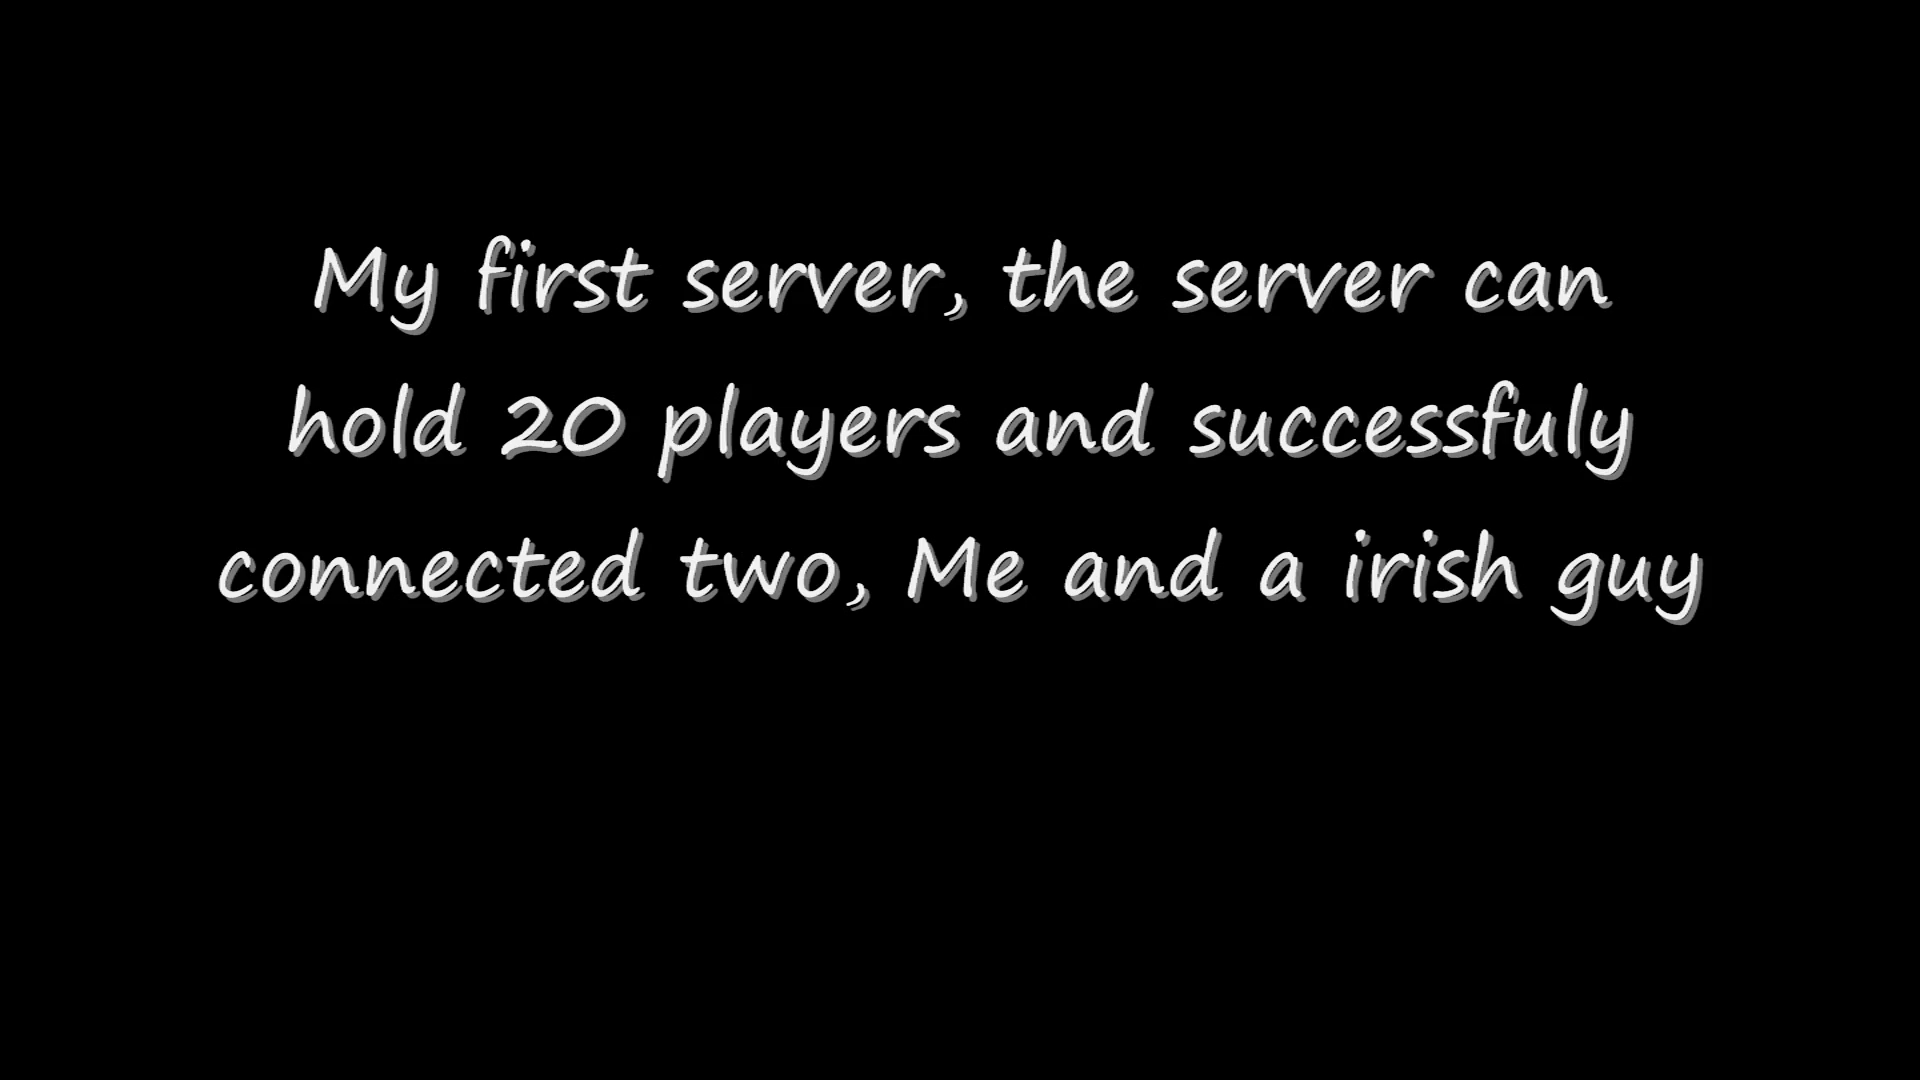 My first server, the server can
hold 20 players and successfuly
connected two, Me and a irish guy